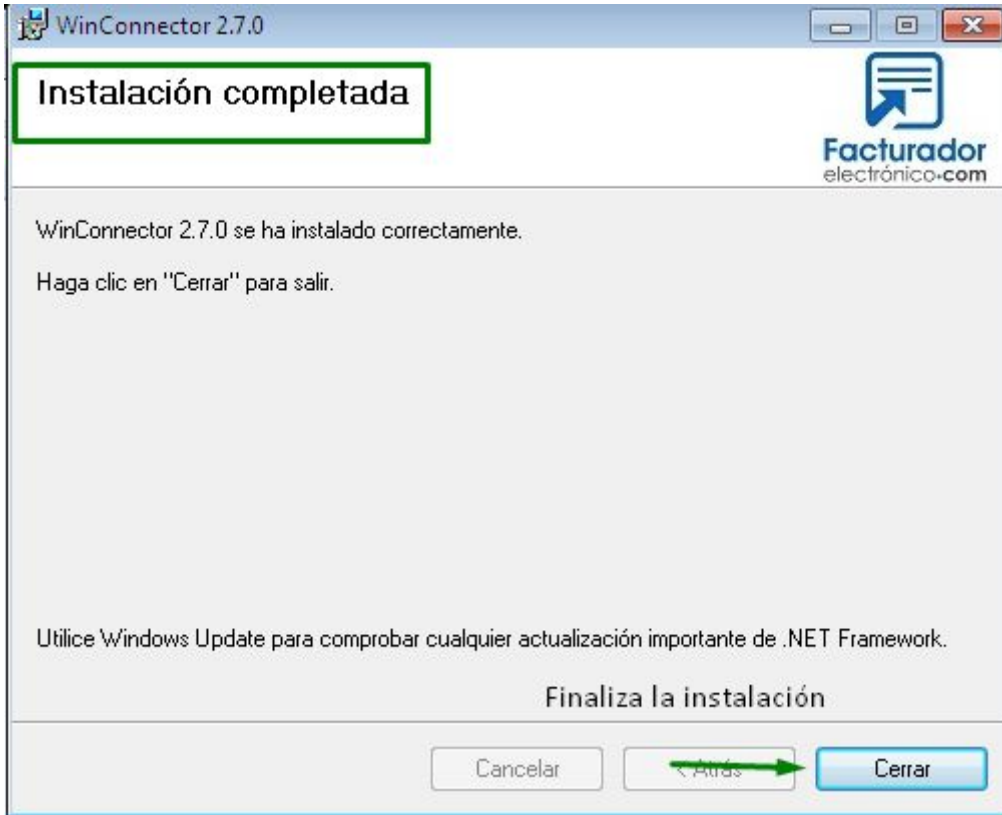 WinConnector 2.7.0
Instalación completada
Facturador
electrónico.com
WinConnector 2.7.0 se ha instalado correctamente.
Haga clic en "Cerrar" para salir.
Utilice Windows Update para comprobar cualquier actualización importante de .NET Framework.
Finaliza la instalación
Cancelar
< Atrás
Cerrar